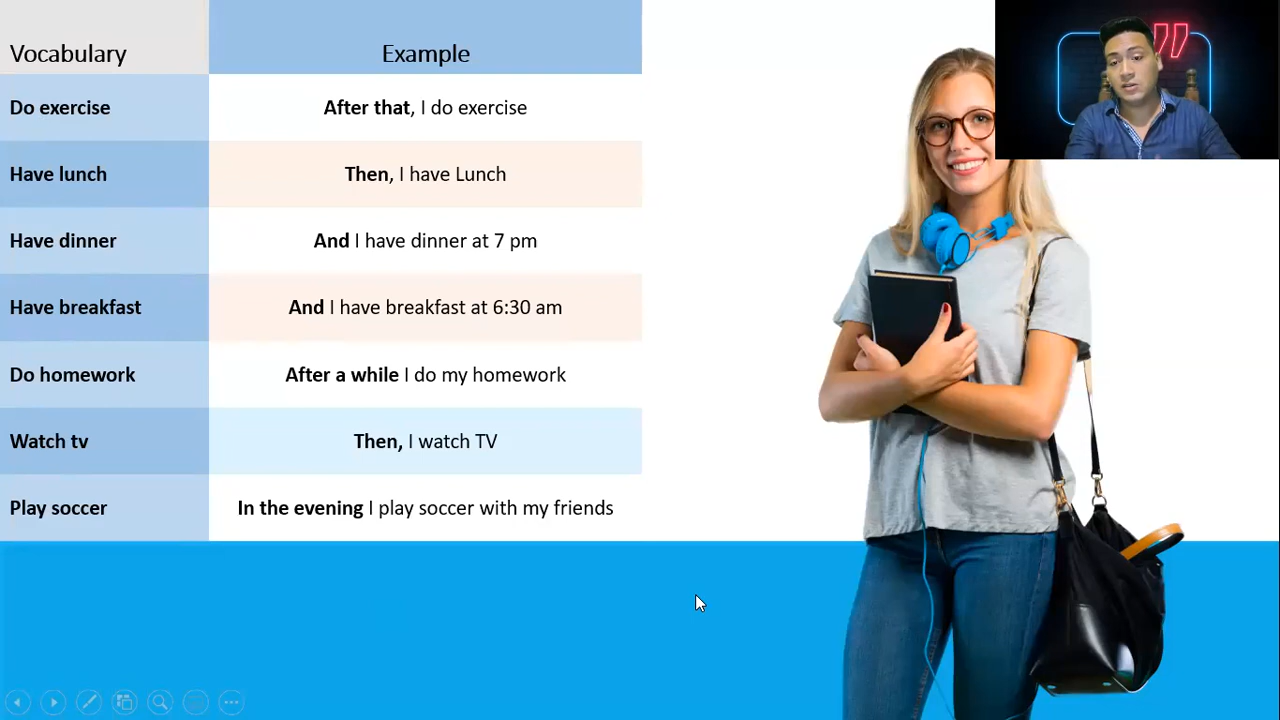 Vocabulary Example
Do exercise After that, I do exercise
Have lunch Then, I have Lunch
Have dinner And I have dinner at 7 pm
Have breakfast And I have breakfast at 6:30 am
Do homework After a while I do my homework
Watch tv Then, I watch TV
Play soccer In the evening I play soccer with my friends